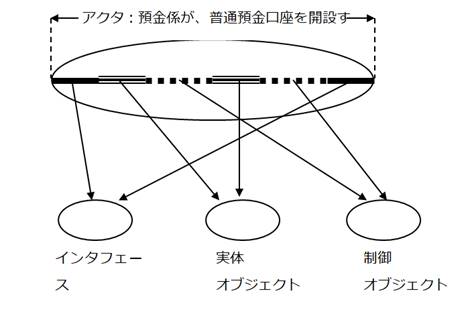 アクタ：預金係が、普通預金口座を開設す
インタフェー
ス
実体
オブジェクト
制御
オブジェクト